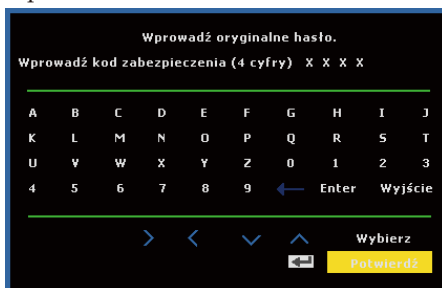 Wprowadź oryginalne hasło.
Wprowadź kod zabezpieczenia (4 cyfry) X X X X
A B C D E F G H I J
K L M N O P Q R S T
U V W X Y Z 0 1 2 3
4 5 6 7 8 9 ← Enter Wyjście
Wybierz
Potwierdź